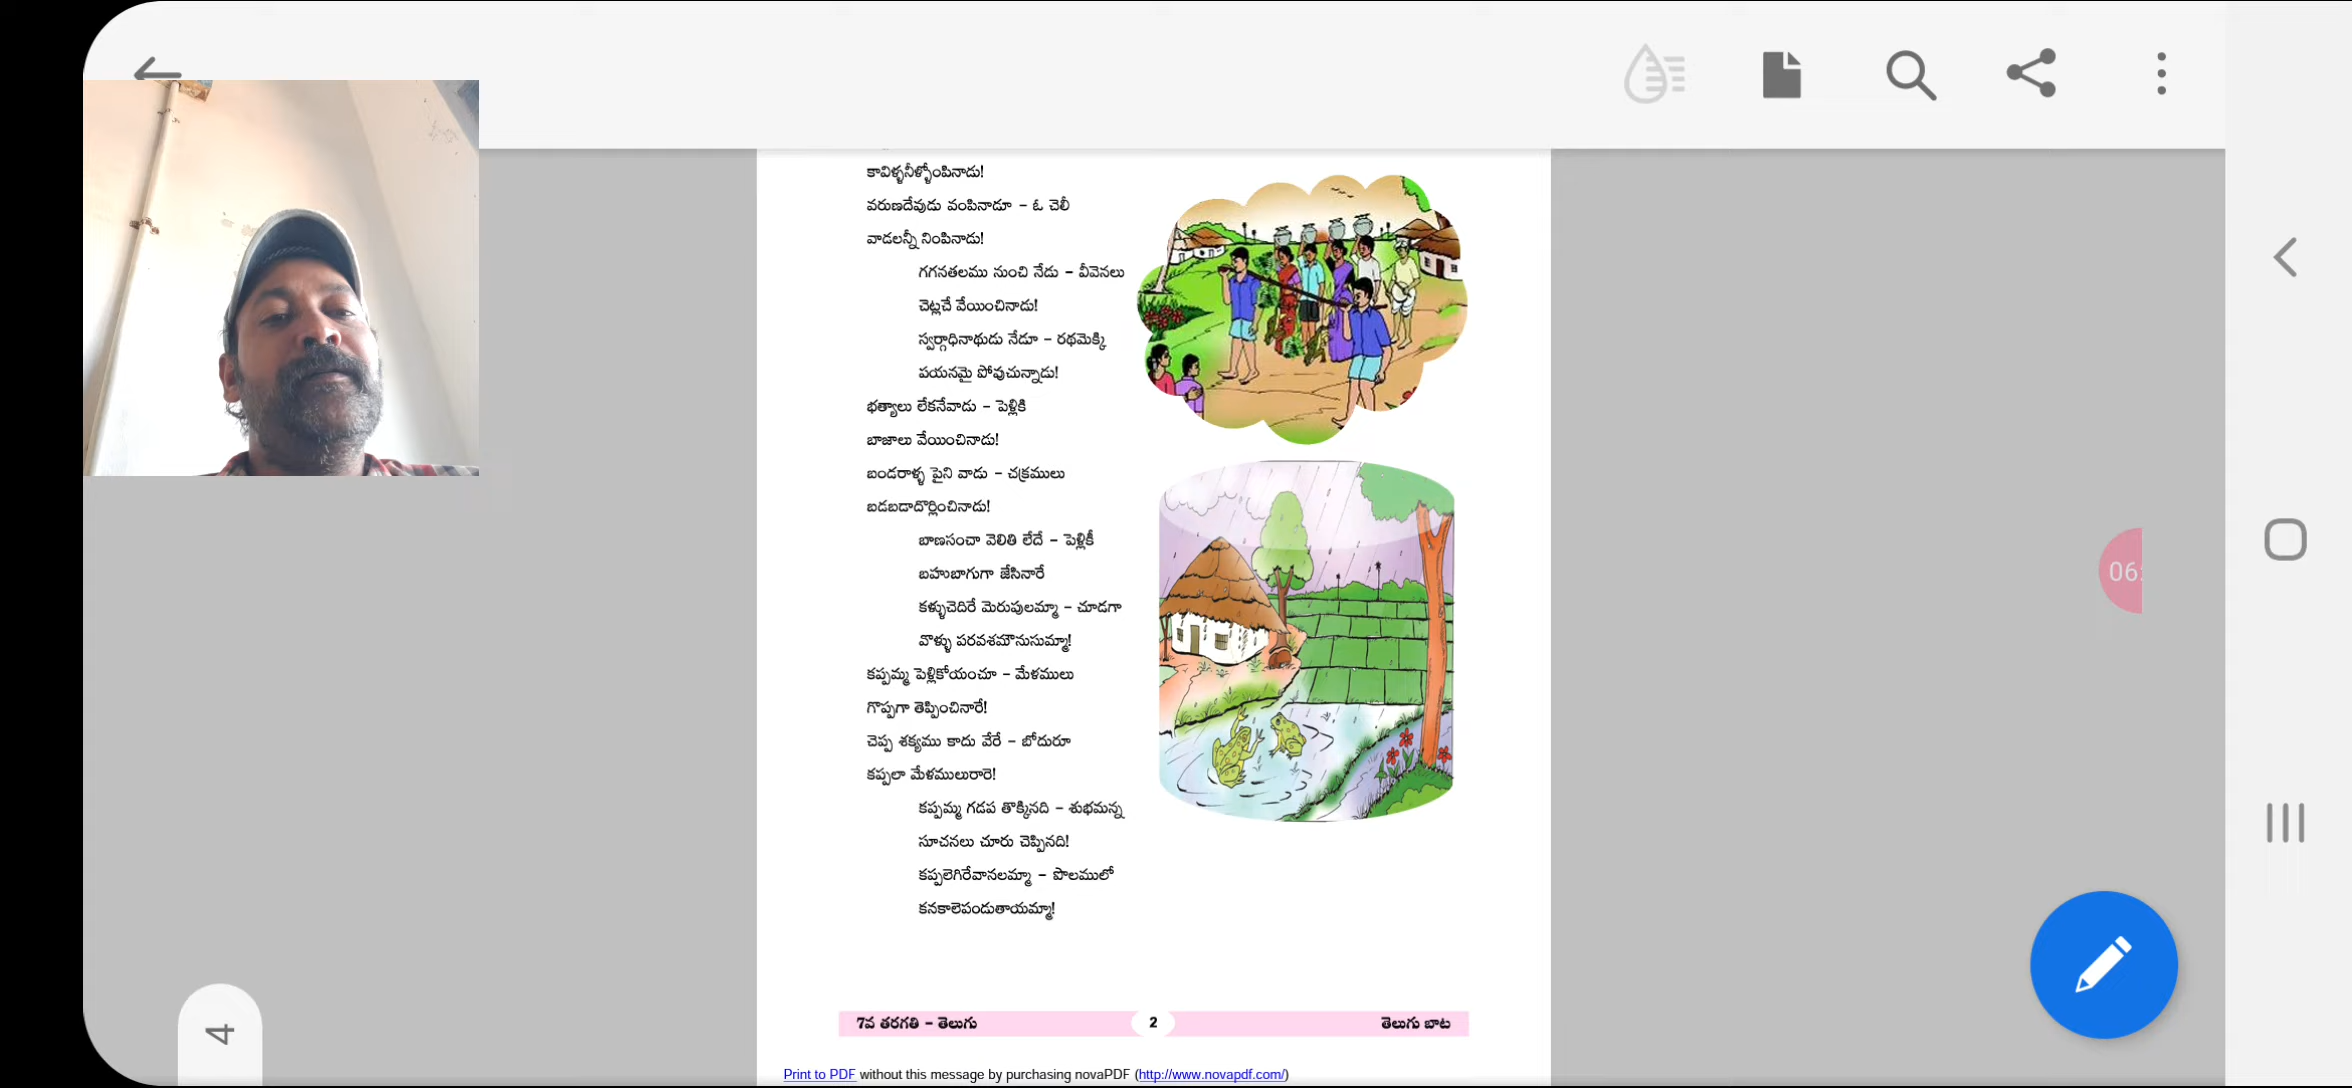 కావిళ్ళనీళ్ళోంపినాడు!
వరుణదేవుడు వంపినాడూ – ఓ చెలీ
వాడలన్నీ నింపినాడు!
గగనతలము నుంచి నేడు – వీవెనలు
చెట్లచే వేయించినాడు!
స్వర్గాధినాథుడు నేడూ – రథమెక్కి
పయనమై పోవుచున్నాడు!
భత్యాలు లేకనేవాడు – పెళ్లికి
బాజాలు వేయించినాడు!
బండరాళ్ళ పైని వాడు – చక్రములు
బడబడాదొర్లించినాడు!
బాణసంచా వెలితి లేదే – పెళ్లికీ
బహుబాగుగా జేసినారే
కళ్ళుచెదిరే మెరుపులమ్మా – చూడగా
వొళ్ళు పరవశమౌనుసుమ్మా!
కప్పమ్మ పెళ్లికోయంచూ – మేళములు
గొప్పగా తెప్పించినారే!
చెప్ప శక్యము కాదు వేరే – బోదురూ
కప్పలా మేళములురారె!
కప్పమ్మ గడప తొక్కినది – శుభమన్న
సూచనలు చూరు చెప్పినది!
కప్పలెగిరేవానలమ్మా – పొలములో
కనకాలెపండుతాయమ్మా!
7వ తరగతి – తెలుగు 2 తెలుగు బాట
Print to PDF without this message by purchasing novaPDF (http://www.novapdf.com/)
06:
4